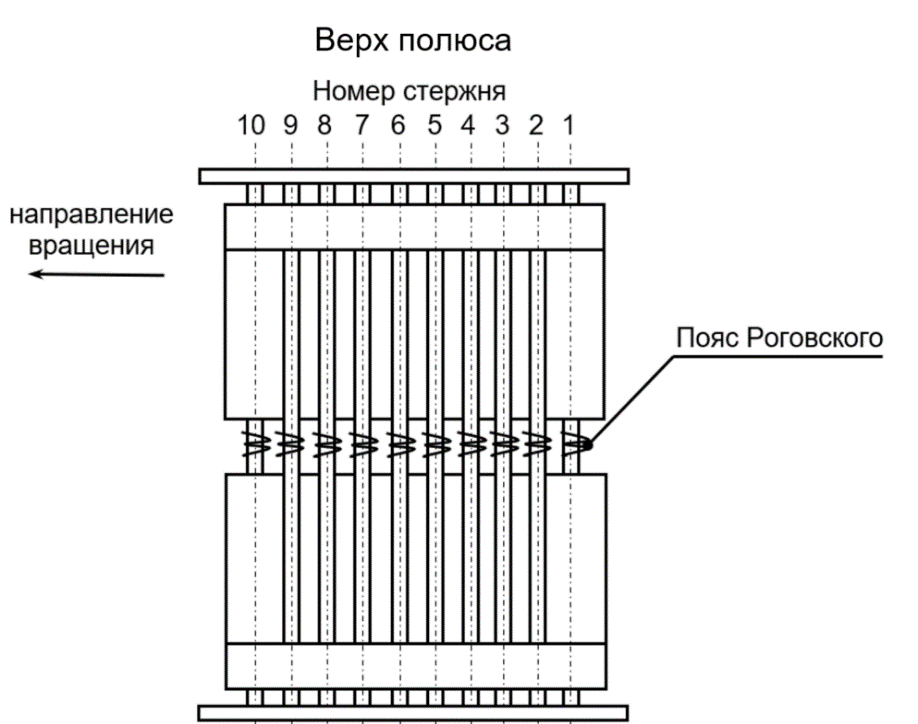 Верх полюса
Номер стержня
10 9 8 7 6 5 4 3 2 1
направление
вращения
Пояс Роговского